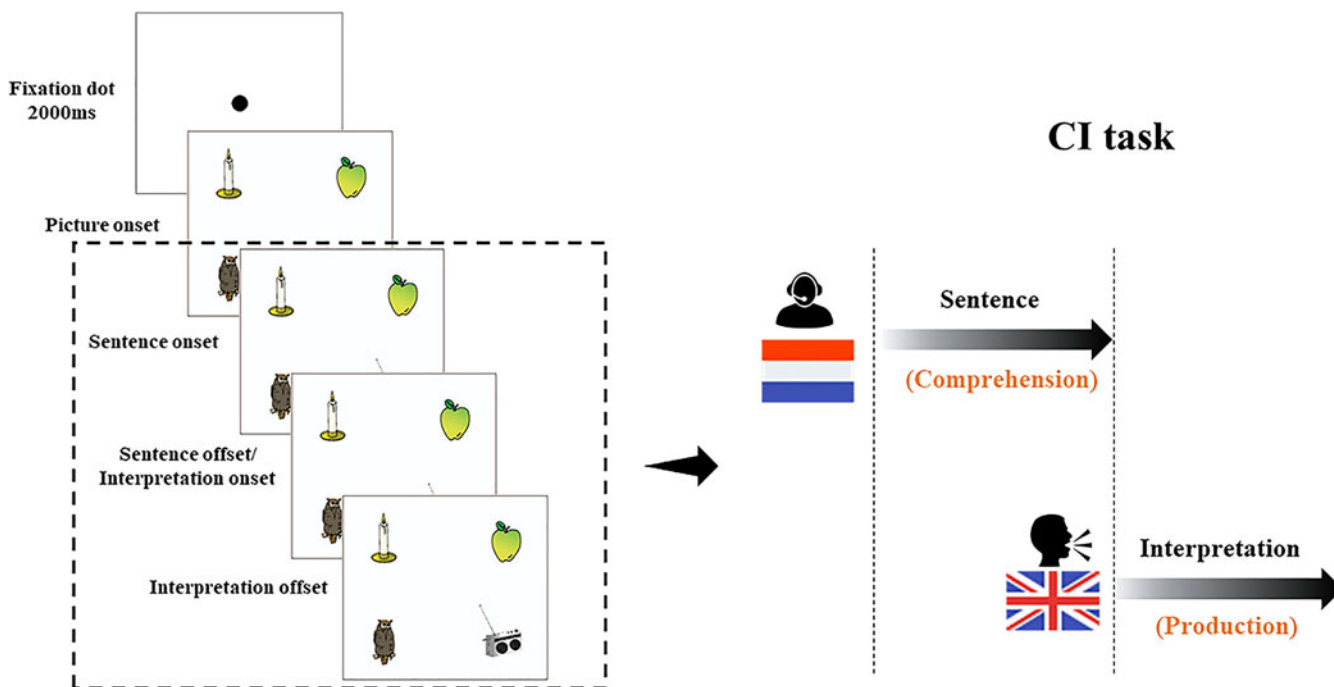 Fixation dot
2000ms
Picture onset
Sentence onset
Sentence offset/
Interpretation onset
Interpretation offset
CI task
Sentence
(Comprehension)
Interpretation
(Production)